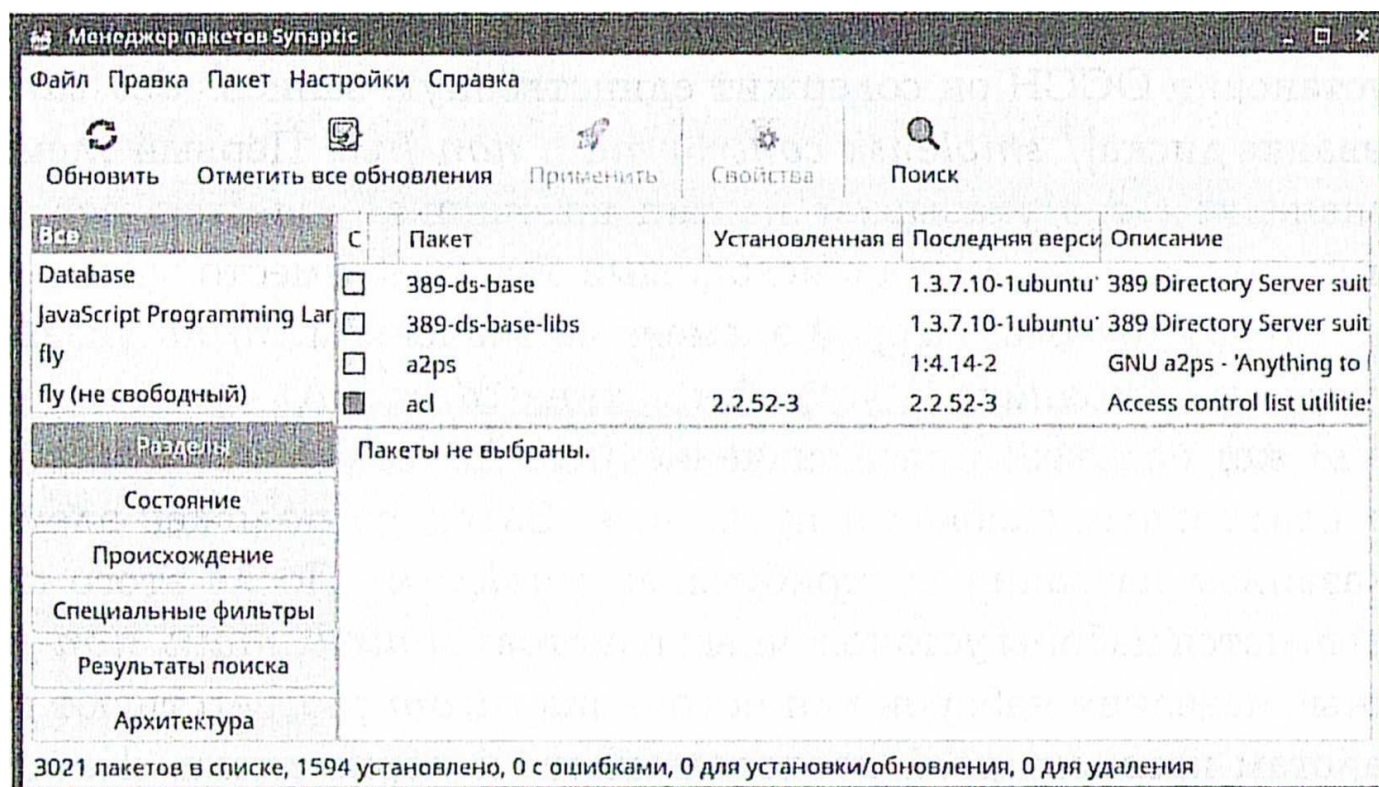 Менеджер пакетов Synaptic
Файл Правка Пакет Настройки Справка
Обновить Отметить все обновления Применить Свойства Поиск
Все
Database
JavaScript Programming Lar
fly
fly (не свободный)
Разделы
Состояние
Происхождение
Специальные фильтры
Результаты поиска
Архитектура
С Пакет Установленная в Последняя верси Описание
389-ds-base 1.3.7.10-1ubuntu 389 Directory Server suit
389-ds-base-libs 1.3.7.10-1ubuntu 389 Directory Server suit
a2ps 1:4.14-2 GNU a2ps - 'Anything to
acl 2.2.52-3 2.2.52-3 Access control list utilitie
Пакеты не выбраны.
3021 пакетов в списке, 1594 установлено, 0 с ошибками, 0 для установки/обновления, 0 для удаления